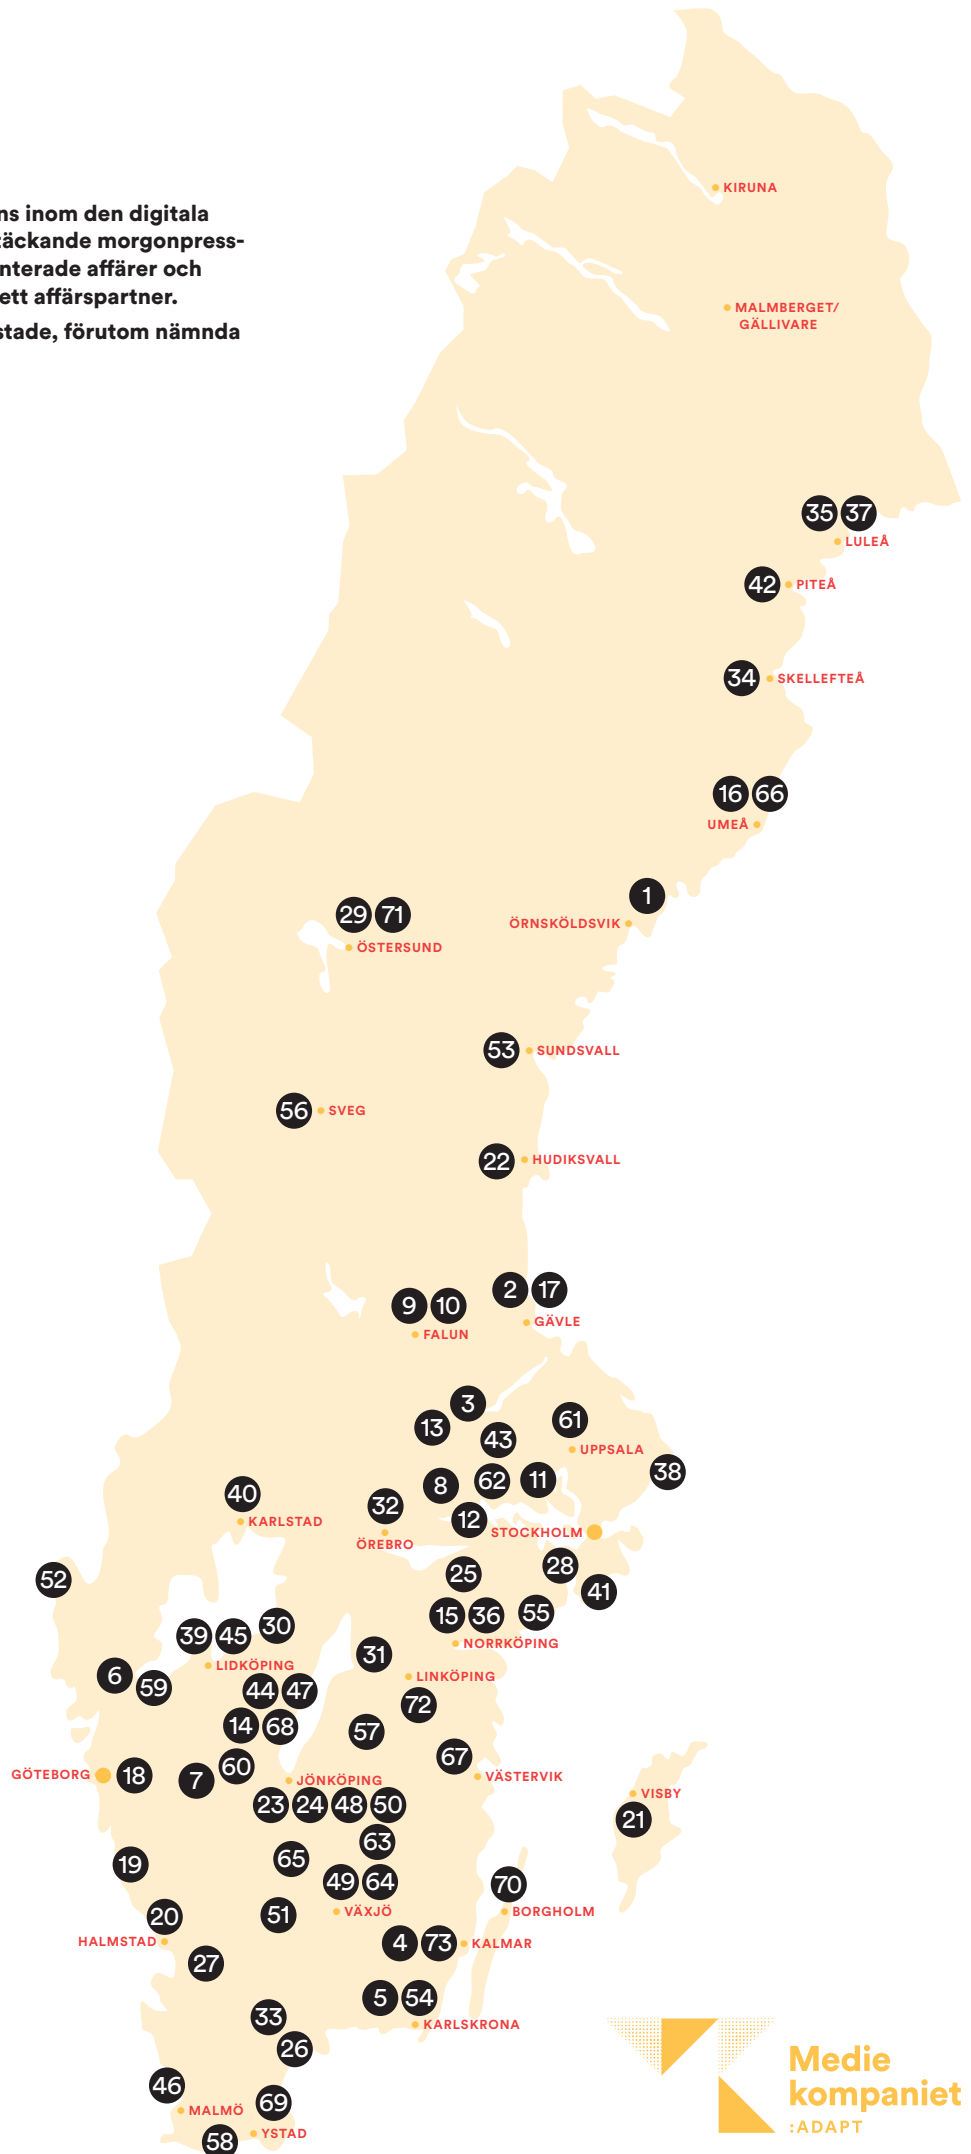 ns inom den digitala
täckande morgonpress-
nterade affärer och
ett affärspartner.
stade, förutom nämnda
KIRUNA
MALMBERGET/
GÄLLIVARE
35 37
LULEÅ
42 PITEÅ
34 SKELLEFTEÅ
16 66
UMEÅ
1
ÖRNSKÖLDSVIK
29 71
ÖSTERSUND
53 SUNDSVALL
56 SVEG
22 HUDIKSVALL
2 17
GÄVLE
9 10
FALUN
3
13
43
61
UPPSALA
38
8
62
11
40
KARLSTAD
32
ÖREBRO
12
STOCKHOLM
28
41
25
52
15 36
55
NORRKÖPING
39 45
30
LIDKÖPING
31
LINKÖPING
6
59
44 47
72
14 68
57
60
67
VÄSTERVIK
GÖTEBORG
18
7
JÖNKÖPING
23 24 48 50
VISBY
21
63
19
65
49 64
VÄXJÖ
70
BORGHOLM
20
HALMSTAD
51
4 73 KALMAR
27
5 54
KARLSKRONA
33
26
46
MALMÖ
69
YSTAD
58
Medie
kompaniet
:ADAPT